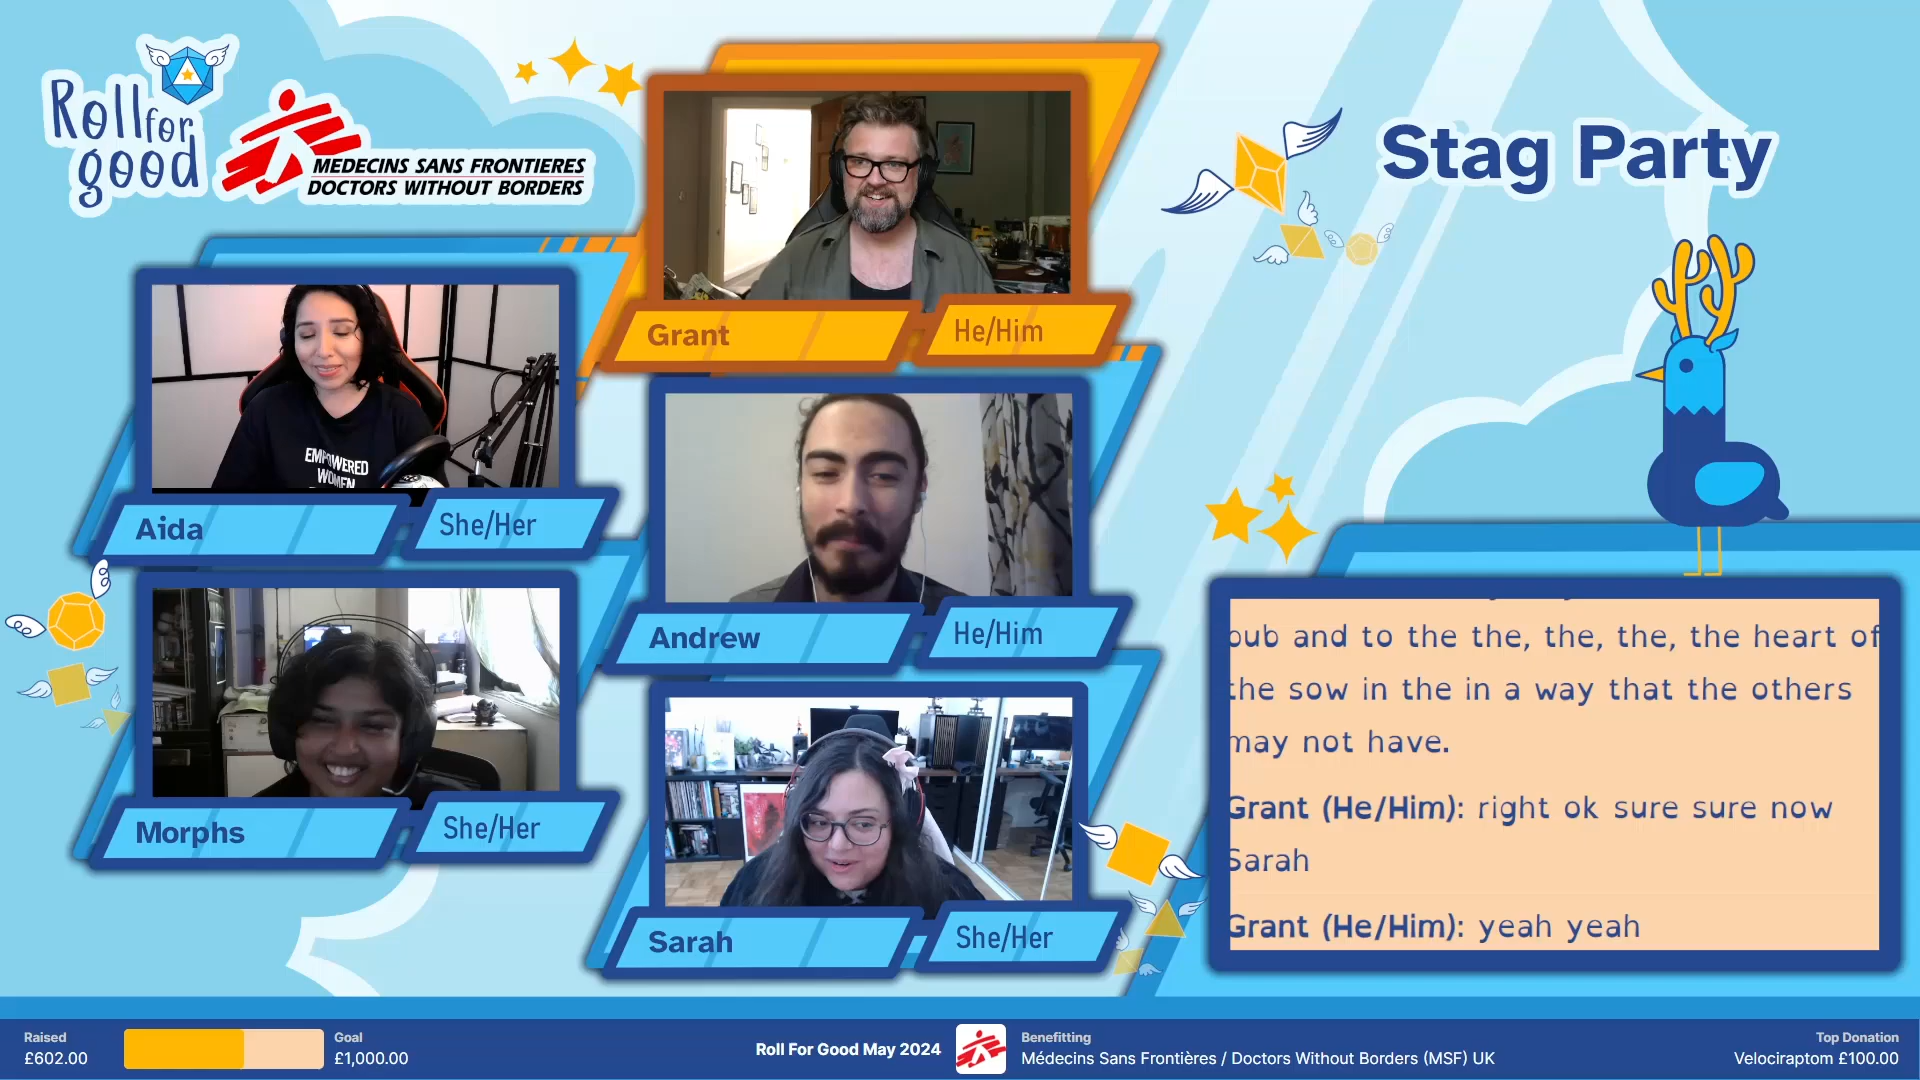 Roll for good
MEDECINS SANS FRONTIERES
DOCTORS WITHOUT BORDERS
Stag Party
Grant
He/Him
Aida
She/Her
EMPOWERED
WOMEN
Andrew
He/Him
Morphs
She/Her
Sarah
She/Her
pub and to the the, the, the, the heart of
the sow in the in a way that the others
may not have.
Grant (He/Him): right ok sure sure now
Sarah
Grant (He/Him): yeah yeah
Raised
£602.00
Goal
£1,000.00
Roll For Good May 2024
Benefitting
Médecins Sans Frontières / Doctors Without Borders (MSF) UK
Top Donation
Velociraptom £100.00